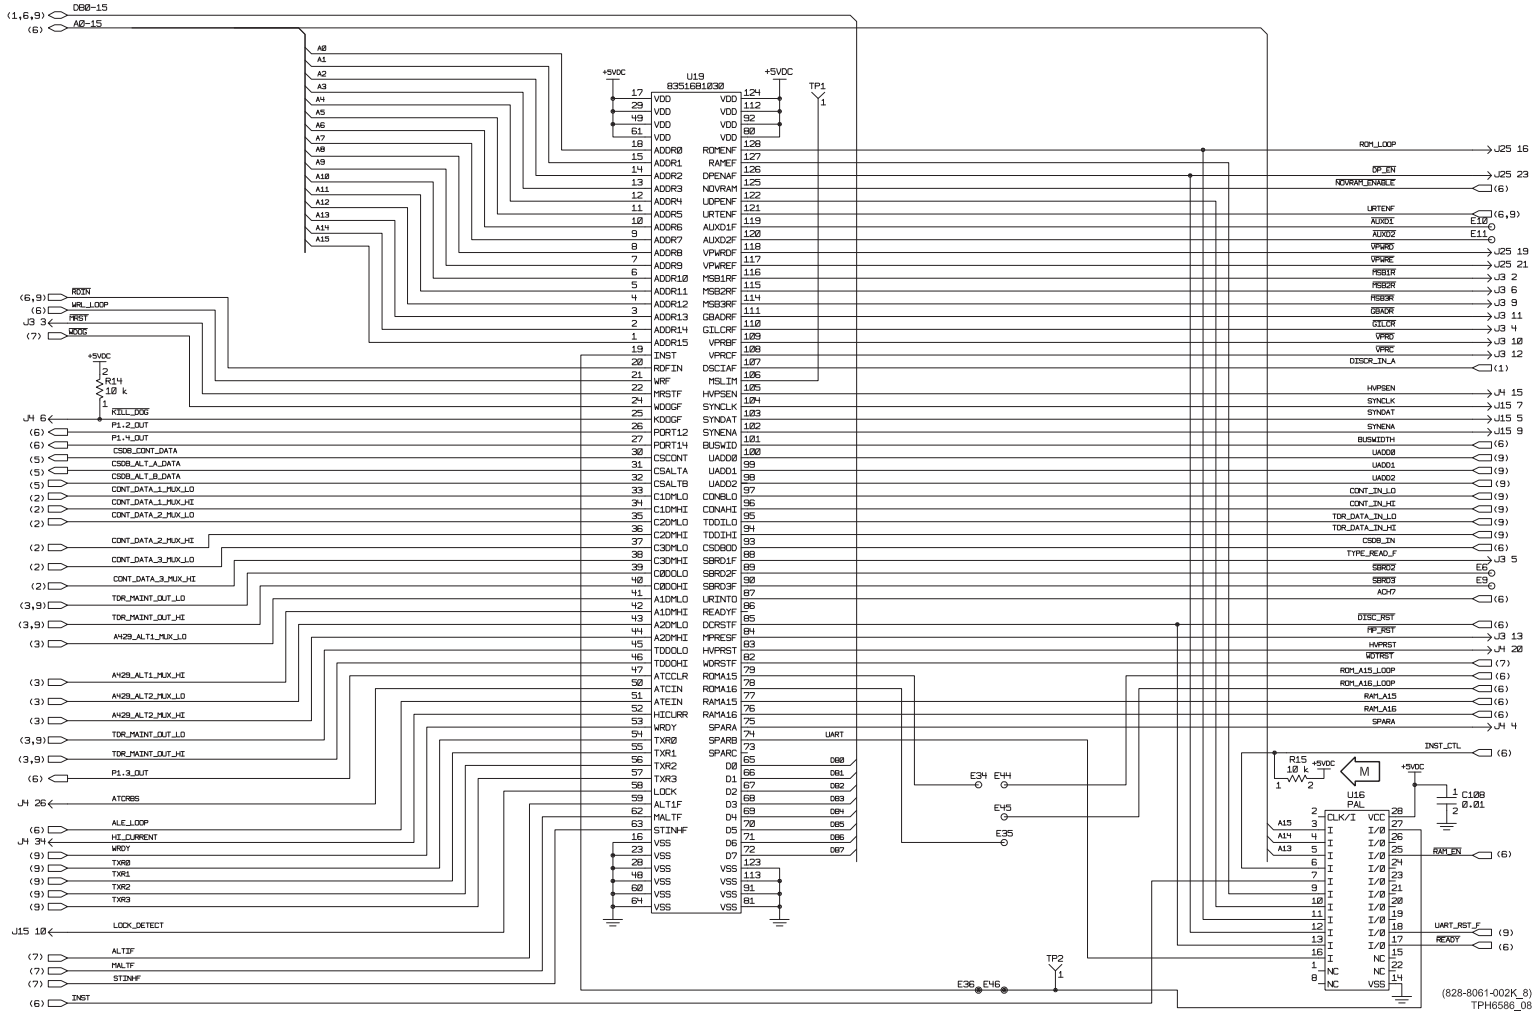 (1,6,9) DB0-15
(6) A0-15
A0
A1
A2
A3
A4
A5
A6
A7
A8
A9
A10
A11
A12
A13
A14
A15
(6,9) RDIN
(6) WRL_LOOP
J3 3 MRST
(7) WDOG
+5VDC
2
R14
10 k
1
J4 6 KILL_DOG
(6) P1.2_OUT
(6) P1.4_OUT
(5) CSDB_CONT_DATA
(5) CSDB_ALT_A_DATA
(5) CSDB_ALT_B_DATA
(2) CONT_DATA_1_MUX_LO
(2) CONT_DATA_1_MUX_HI
(2) CONT_DATA_2_MUX_LO
(2) CONT_DATA_2_MUX_HI
(2) CONT_DATA_3_MUX_LO
(2) CONT_DATA_3_MUX_HI
(3,9) TDR_MAINT_OUT_LO
(3,9) TDR_MAINT_OUT_HI
(3) A429_ALT1_MUX_LO
(3) A429_ALT1_MUX_HI
(3) A429_ALT2_MUX_LO
(3) A429_ALT2_MUX_HI
(3,9) TDR_MAINT_OUT_LO
(3,9) TDR_MAINT_OUT_HI
(6) P1.3_OUT
J4 26 ATCRBS
(6) ALE_LOOP
J4 34 HI_CURRENT
(9) WRDY
(9) TXR0
(9) TXR1
(9) TXR2
(9) TXR3
J15 10 LOCK_DETECT
(7) ALTIF
(7) MALTF
(7) STINHF
(6) INST
U19
8351681030
+5VDC +5VDC
TP1
1
17 VDD VDD 124
29 VDD VDD 112
49 VDD VDD 92
61 VDD VDD 80
18 ADDR0 ROMENF 128
15 ADDR1 RAMEF 127
14 ADDR2 DPENAF 126
13 ADDR3 NOVRAM 125
12 ADDR4 UDPENF 122
11 ADDR5 URTENF 121
10 ADDR6 AUXD1F 119
9 ADDR7 AUXD2F 120
8 ADDR8 VPWRDF 118
7 ADDR9 VPWREF 117
6 ADDR10 MSB1RF 116
5 ADDR11 MSB2RF 115
4 ADDR12 MSB3RF 114
3 ADDR13 GBADRF 111
2 ADDR14 GILCRF 110
1 ADDR15 VPRBF 109
19 INST VPRCF 108
20 RDFIN DSCIAF 107
21 WRF MSLIM 106
22 MRSTF HVPSEN 105
24 WDOGF SYNCLK 104
25 KDOGF SYNDAT 103
26 PORT12 SYNENA 102
27 PORT14 BUSWID 101
30 CSCONT UADD0 100
31 CSALTA UADD1 99
32 CSALTB UADD2 98
33 C1DMLO CONBLO 97
34 C1DMHI CONAHI 96
35 C2DMLO TDDILO 95
36 C2DMHI TDDIHI 94
37 C3DMLO CSDBOD 93
38 C3DMHI SBRD1F 88
39 C0DOLO SBRD2F 89
40 C0DOHI SBRD3F 90
41 A1DMLO URINTO 87
42 A1DMHI READYF 86
43 A2DMLO DCRSTF 85
44 A2DMHI MPRESF 84
45 TDDOLO HVPRST 83
46 TDDOHI WDRSTF 82
47 ATCCLR ROMA15 79
50 ATCIN ROMA16 78
51 ATEIN RAMA15 77
52 HICURR RAMA16 76
53 WRDY SPARA 75
54 TXR0 SPARB 74
55 TXR1 SPARC 73
56 TXR2 D0 65
57 TXR3 D1 66
58 LOCK D2 67
59 ALT1F D3 68
62 MALTF D4 69
63 STINHF D5 70
16 VSS D6 71
23 VSS D7 72
28 VSS VSS 123
48 VSS VSS 113
60 VSS VSS 91
64 VSS VSS 81
UART
DB0
DB1
DB2
DB3
DB4
DB5
DB6
DB7
E34 E44
E45
E35
E36 E46
TP2
1
ROM_LOOP J25 16
DP_EN J25 23
NOVRAM_ENABLE (6)
URTENF (6,9)
AUXD1 E10
AUXD2 E11
VPWRD J25 19
VPWRE J25 21
MSB1R J3 2
MSB2R J3 6
MSB3R J3 9
GBADR J3 11
GILCR J3 4
VPRD J3 10
VPRC J3 12
DISCR_IN_A (1)
HVPSEN J4 15
SYNCLK J15 7
SYNDAT J15 5
SYNENA J15 9
BUSWIDTH (6)
UADD0 (9)
UADD1 (9)
UADD2 (9)
CONT_IN_LO (9)
CONT_IN_HI (9)
TDR_DATA_IN_LO (9)
TDR_DATA_IN_HI (9)
CSDB_IN (6)
TYPE_READ_F J3 5
SBRD2 E6
SBRD3 E9
ACH7 (6)
DISC_RST (6)
MP_RST J3 13
HVPRST J4 20
WDTRST (7)
ROM_A15_LOOP (6)
ROM_A16_LOOP (6)
RAM_A15 (6)
RAM_A16 (6)
SPARA J4 4
INST_CTL (6)
R15
10 k +5VDC
1 2
M
+5VDC
1
C108
0.01
2
U16
PAL
A15
A14
A13
2 CLK/I VCC 28
3 I I/0 27
4 I I/0 26
5 I I/0 25
6 I I/0 24
7 I I/0 23
9 I I/0 21
10 I I/0 20
11 I I/0 19
12 I I/0 18
13 I I/0 17
16 I NC 15
1 NC NC 22
8 NC VSS 14
RAM_EN (6)
UART_RST_F (9)
READY (6)
(828-8061-002K_8)
TPH6586_08